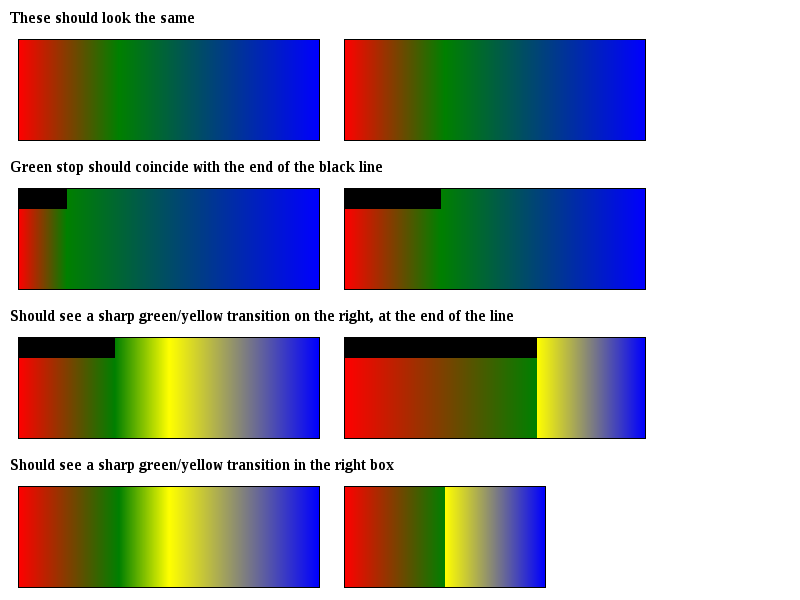 These should look the same
Green stop should coincide with the end of the black line
Should see a sharp green/yellow transition on the right, at the end of the line
Should see a sharp green/yellow transition in the right box